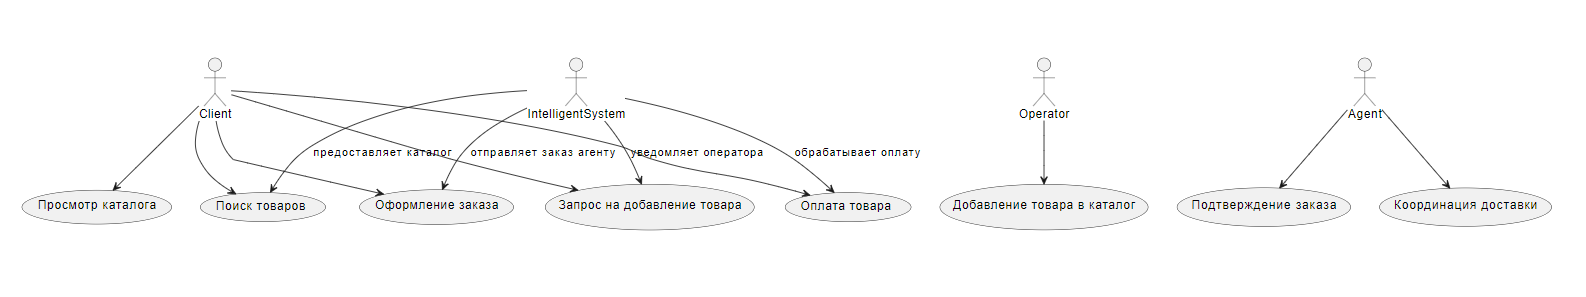 Client
IntelligentSystem
Operator
Agent
предоставляет каталог
отправляет заказ агенту
уведомляет оператора
обрабатывает оплату
Просмотр каталога
Поиск товаров
Оформление заказа
Запрос на добавление товара
Оплата товара
Добавление товара в каталог
Подтверждение заказа
Координация доставки